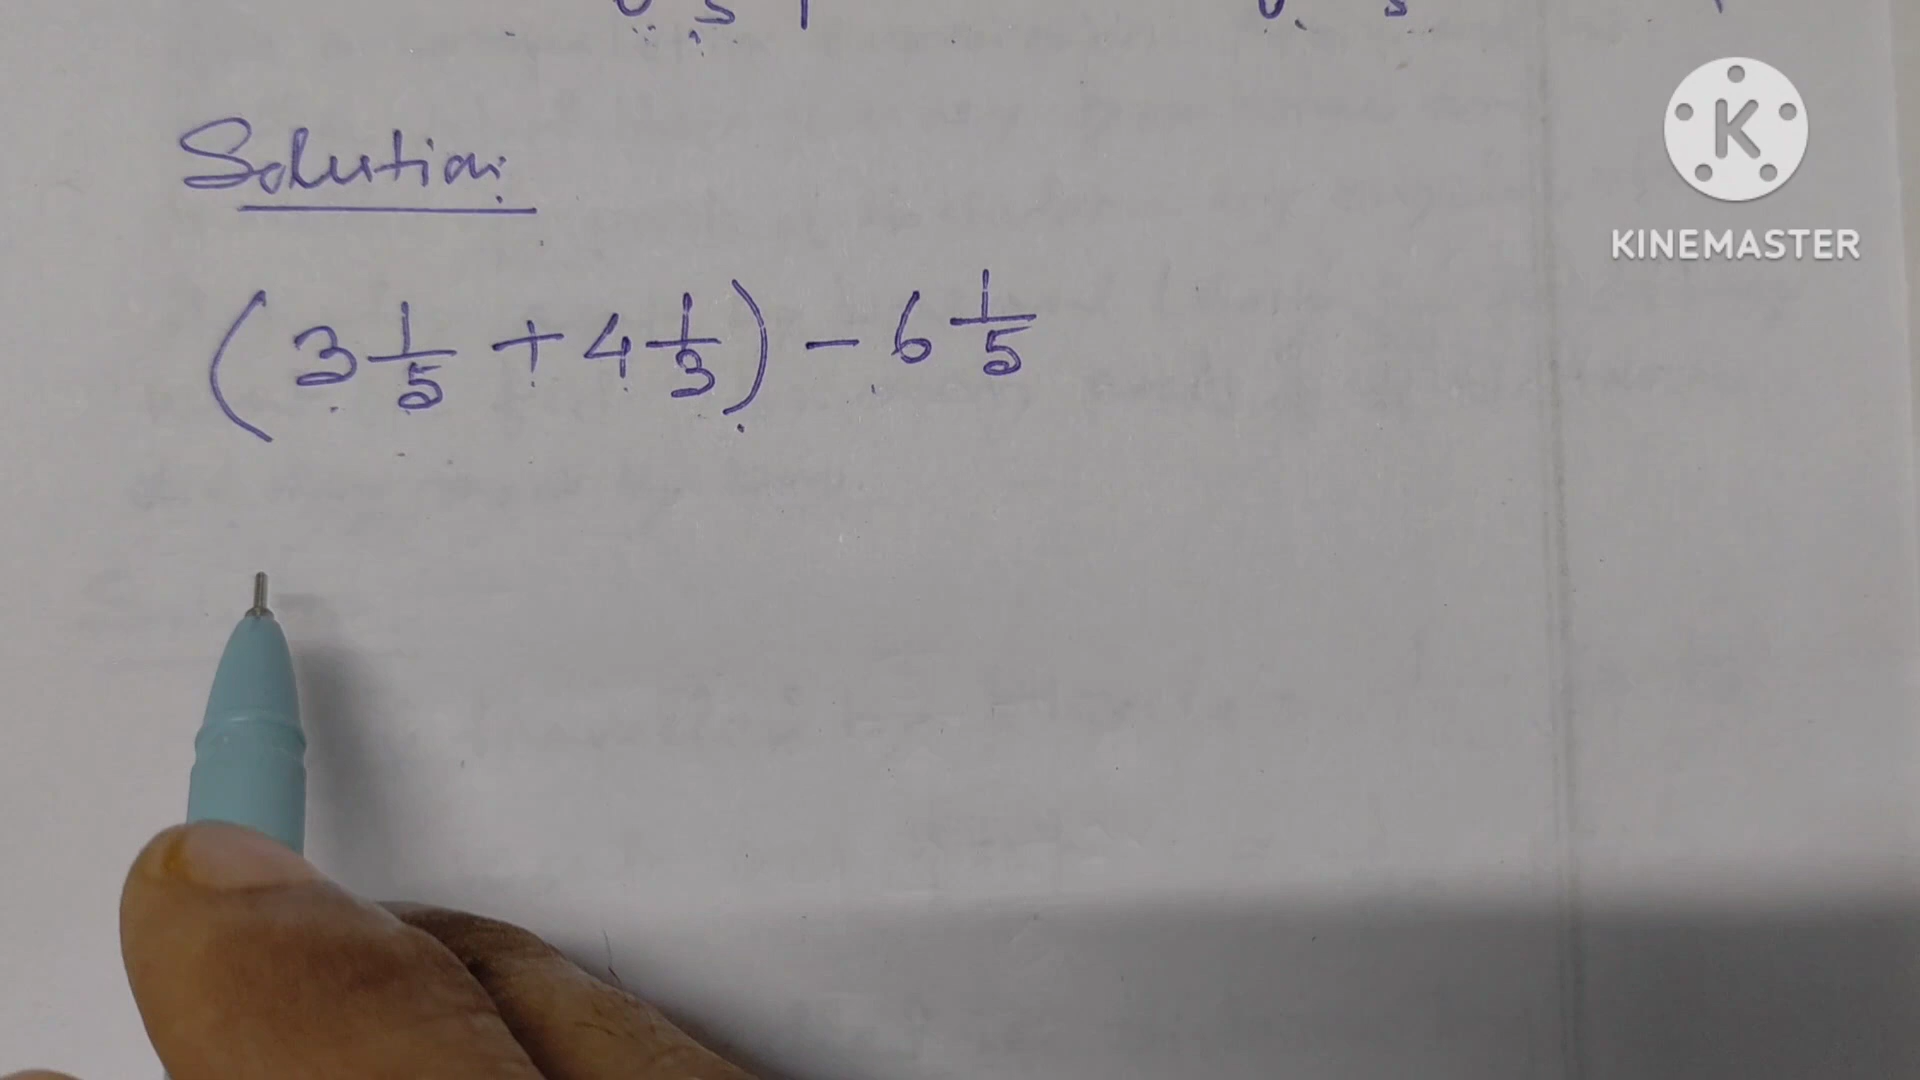 Solution:
(3 1/5 + 4 1/3) - 6 1/5
K
KINEMASTER